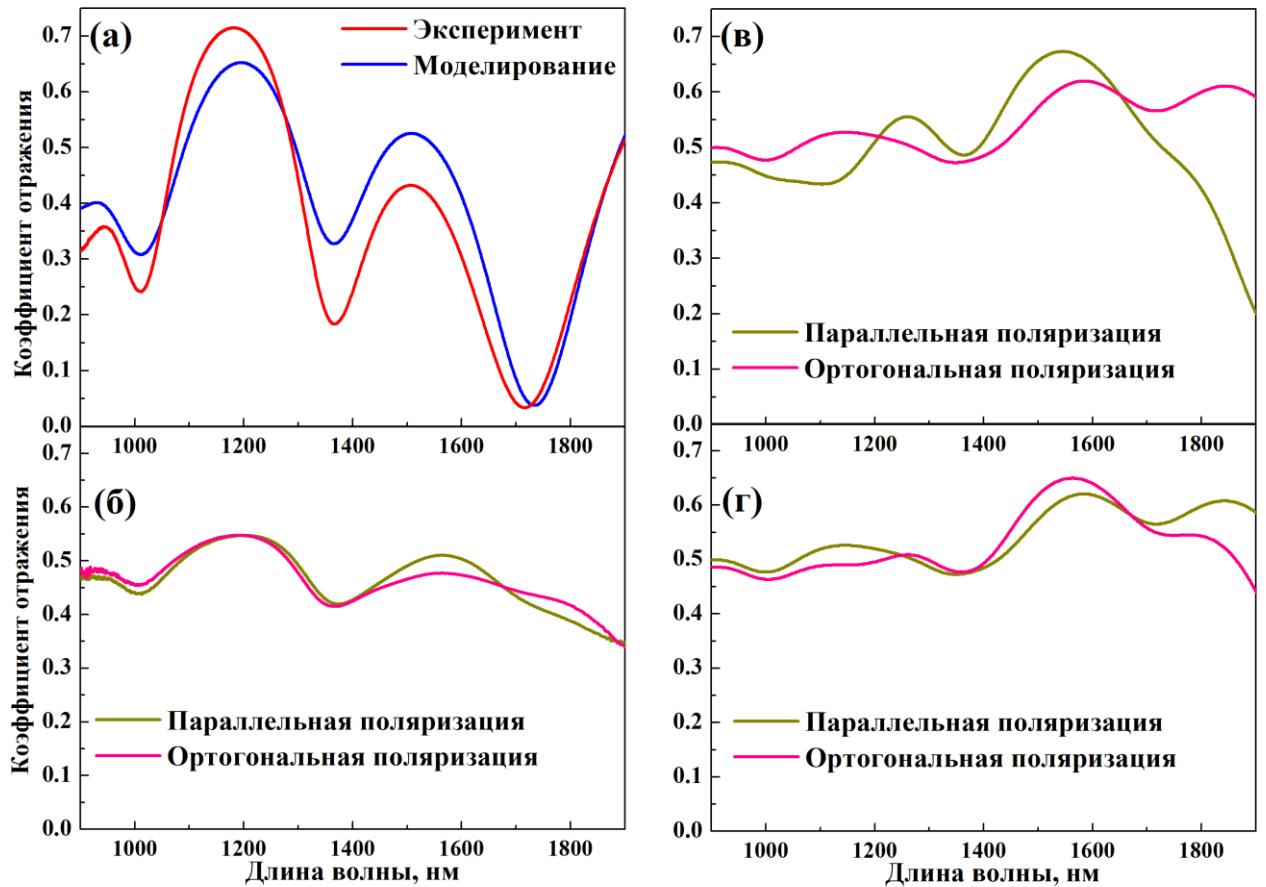 (а)
Эксперимент
Моделирование
Коэффициент отражения
0.7
0.6
0.5
0.4
0.3
0.2
0.1
0.0
1000 1200 1400 1600 1800
(в)
Параллельная поляризация
Ортогональная поляризация
0.7
0.6
0.5
0.4
0.3
0.2
0.1
0.0
1000 1200 1400 1600 1800
(б)
Параллельная поляризация
Ортогональная поляризация
Коэффициент отражения
0.7
0.6
0.5
0.4
0.3
0.2
0.1
0.0
1000 1200 1400 1600 1800
Длина волны, нм
(г)
Параллельная поляризация
Ортогональная поляризация
0.7
0.6
0.5
0.4
0.3
0.2
0.1
0.0
1000 1200 1400 1600 1800
Длина волны, нм